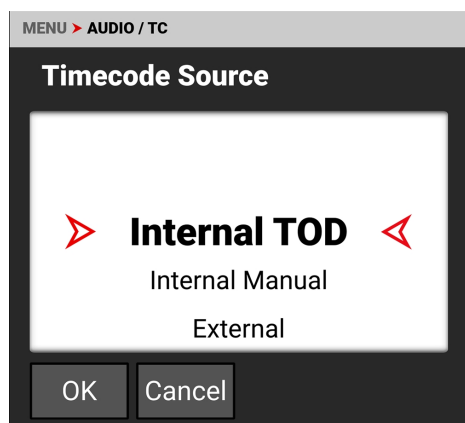 MENU > AUDIO / TC
Timecode Source
Internal TOD
Internal Manual
External
OK Cancel